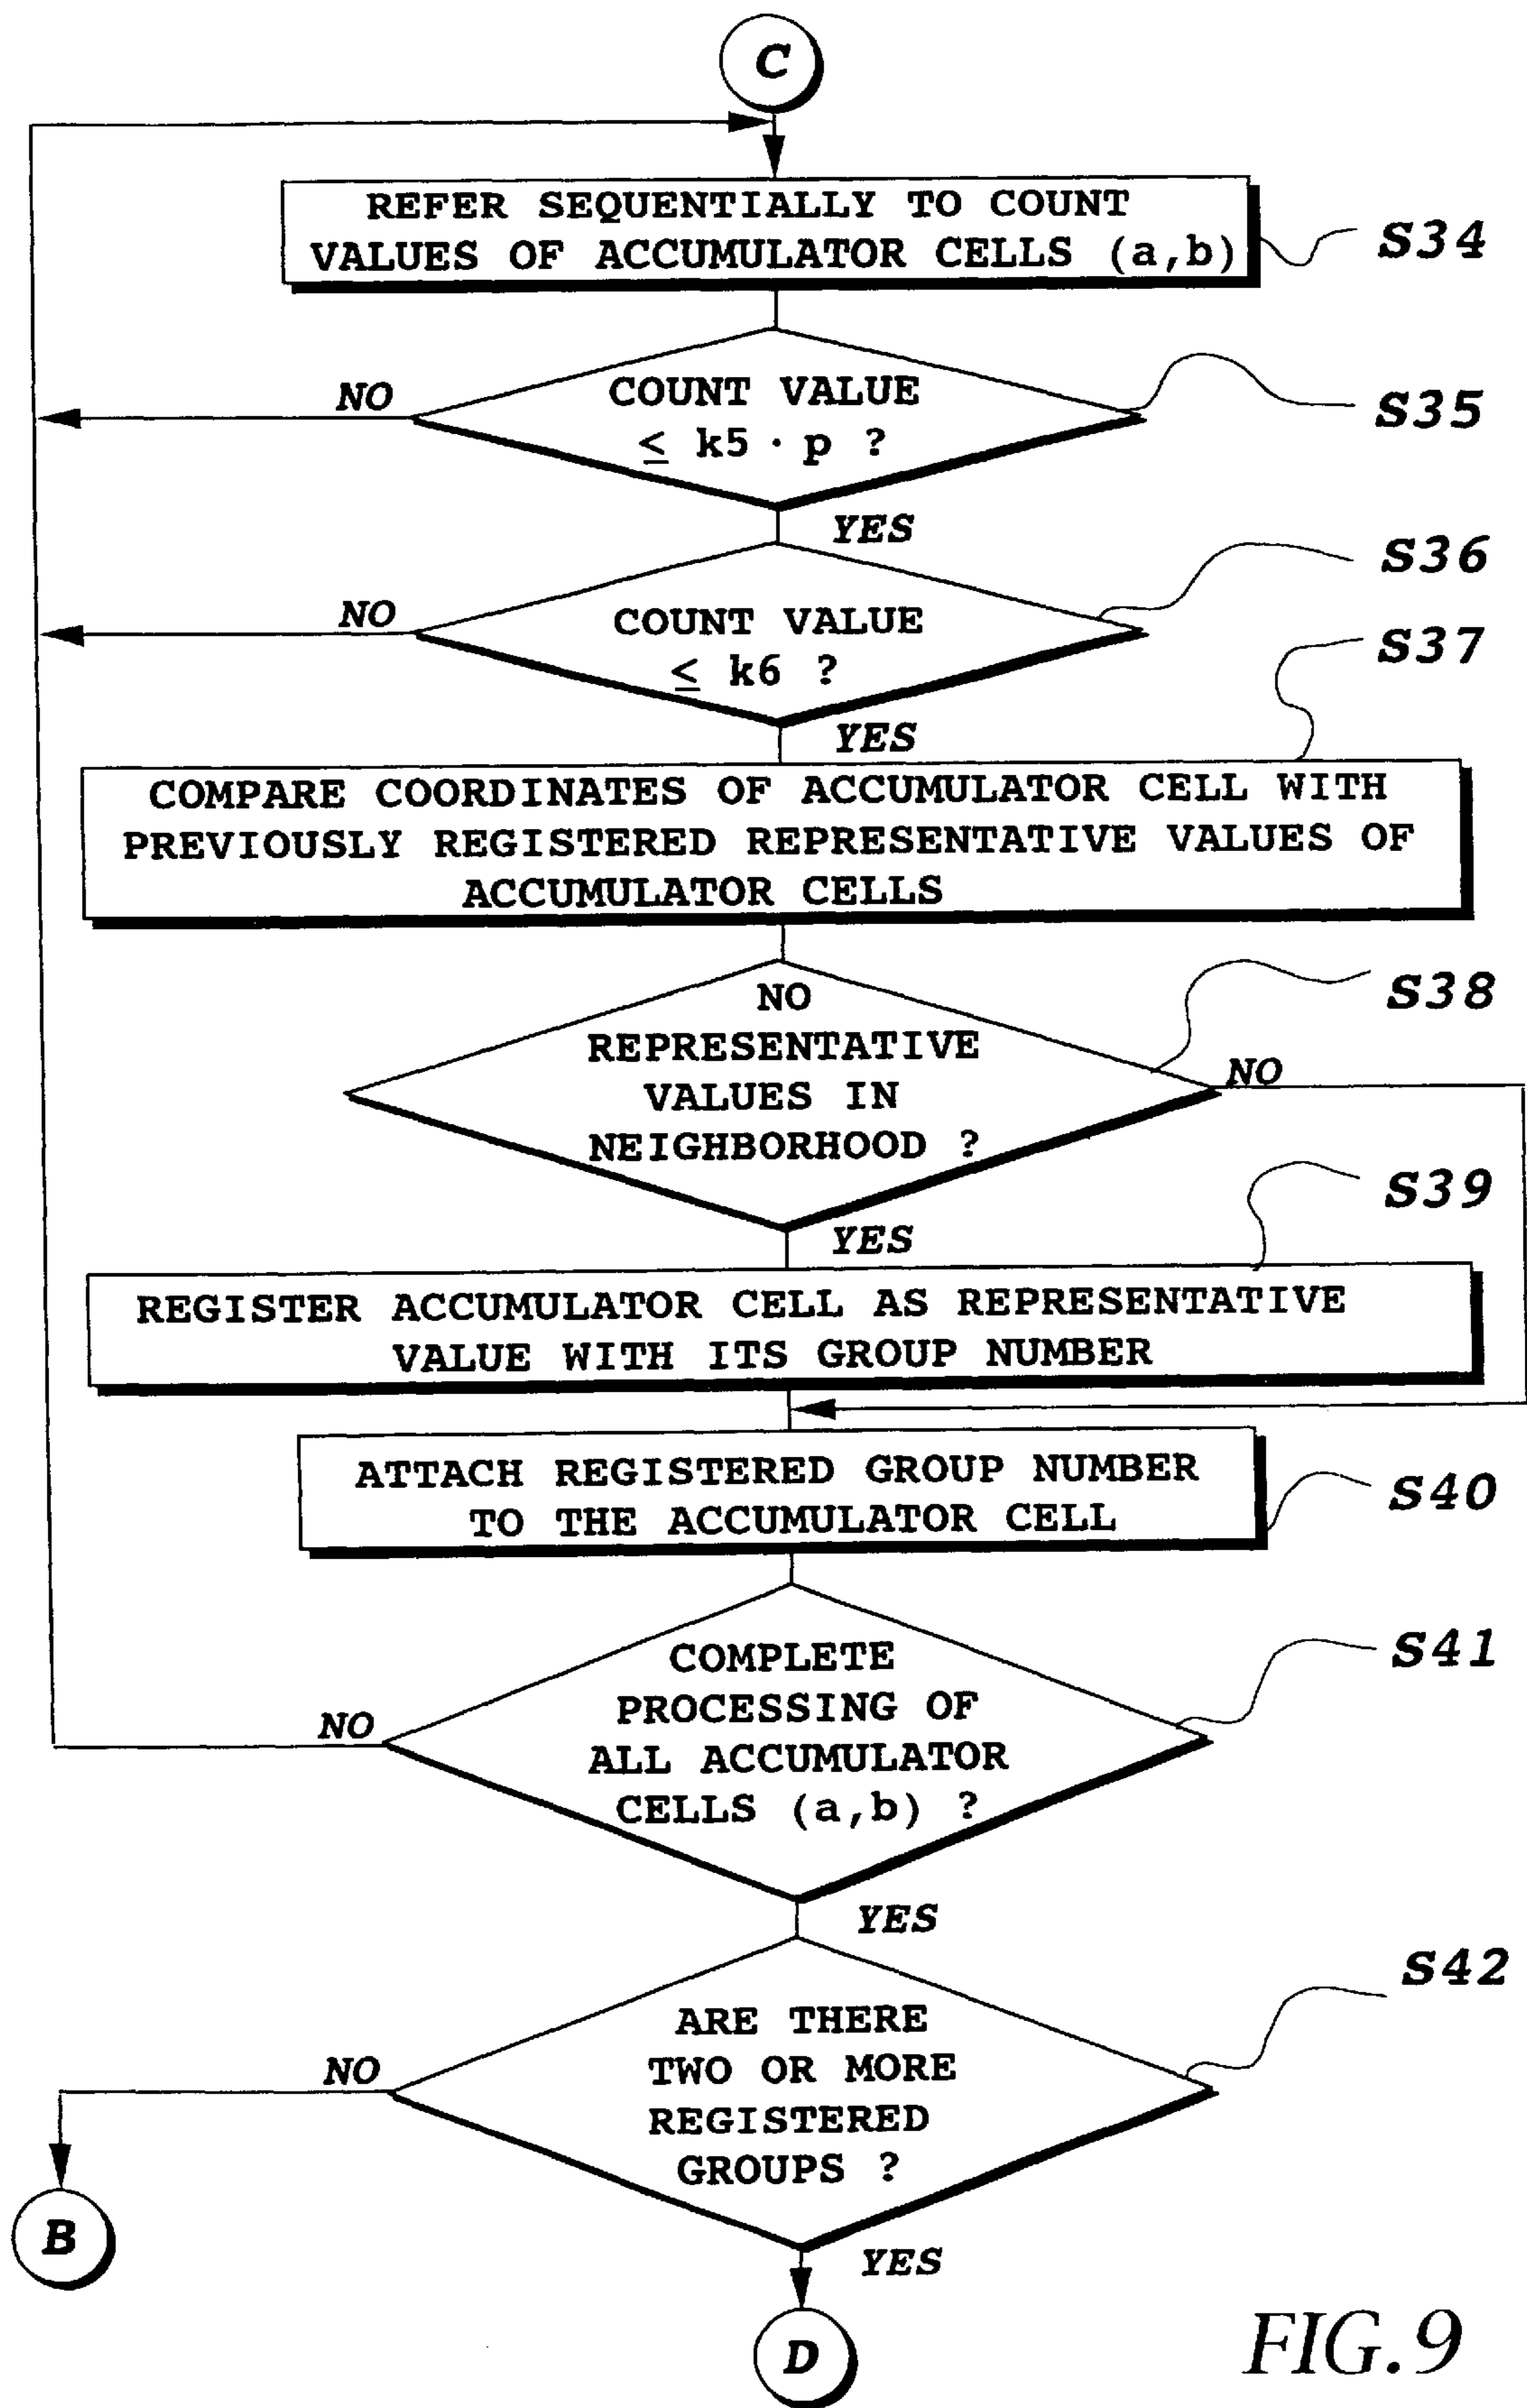 C
REFER SEQUENTIALLY TO COUNT
VALUES OF ACCUMULATOR CELLS (a,b)
S34
COUNT VALUE
≤ k5 · p ?
NO
S35
YES
COUNT VALUE
≤ k6 ?
NO
S36
YES
S37
COMPARE COORDINATES OF ACCUMULATOR CELL WITH
PREVIOUSLY REGISTERED REPRESENTATIVE VALUES OF
ACCUMULATOR CELLS
NO
REPRESENTATIVE
VALUES IN
NEIGHBORHOOD ?
S38
NO
YES
S39
REGISTER ACCUMULATOR CELL AS REPRESENTATIVE
VALUE WITH ITS GROUP NUMBER
ATTACH REGISTERED GROUP NUMBER
TO THE ACCUMULATOR CELL
S40
COMPLETE
PROCESSING OF
ALL ACCUMULATOR
CELLS (a,b) ?
S41
NO
YES
ARE THERE
TWO OR MORE
REGISTERED
GROUPS ?
S42
NO
B
YES
D
FIG.9